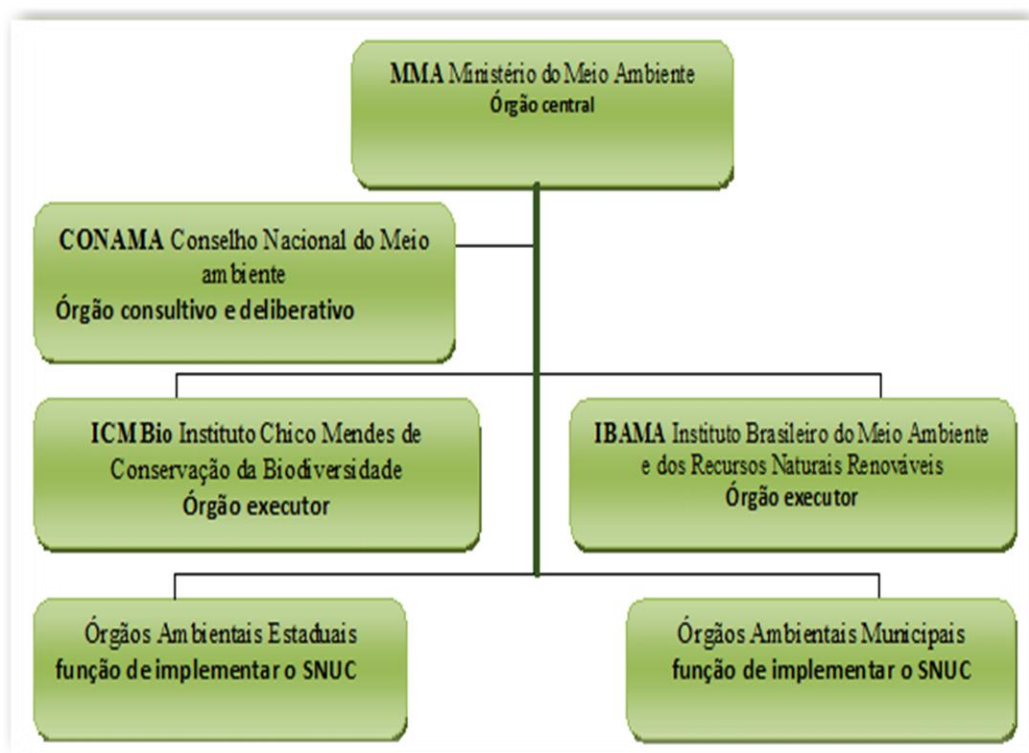 MMA Ministério do Meio Ambiente
Órgão central
CONAMA Conselho Nacional do Meio
ambiente
Órgão consultivo e deliberativo
ICMBio Instituto Chico Mendes de
Conservação da Biodiversidade
Órgão executor
IBAMA Instituto Brasileiro do Meio Ambiente
e dos Recursos Naturais Renováveis
Órgão executor
Órgãos Ambientais Estaduais
função de implementar o SNUC
Órgãos Ambientais Municipais
função de implementar o SNUC